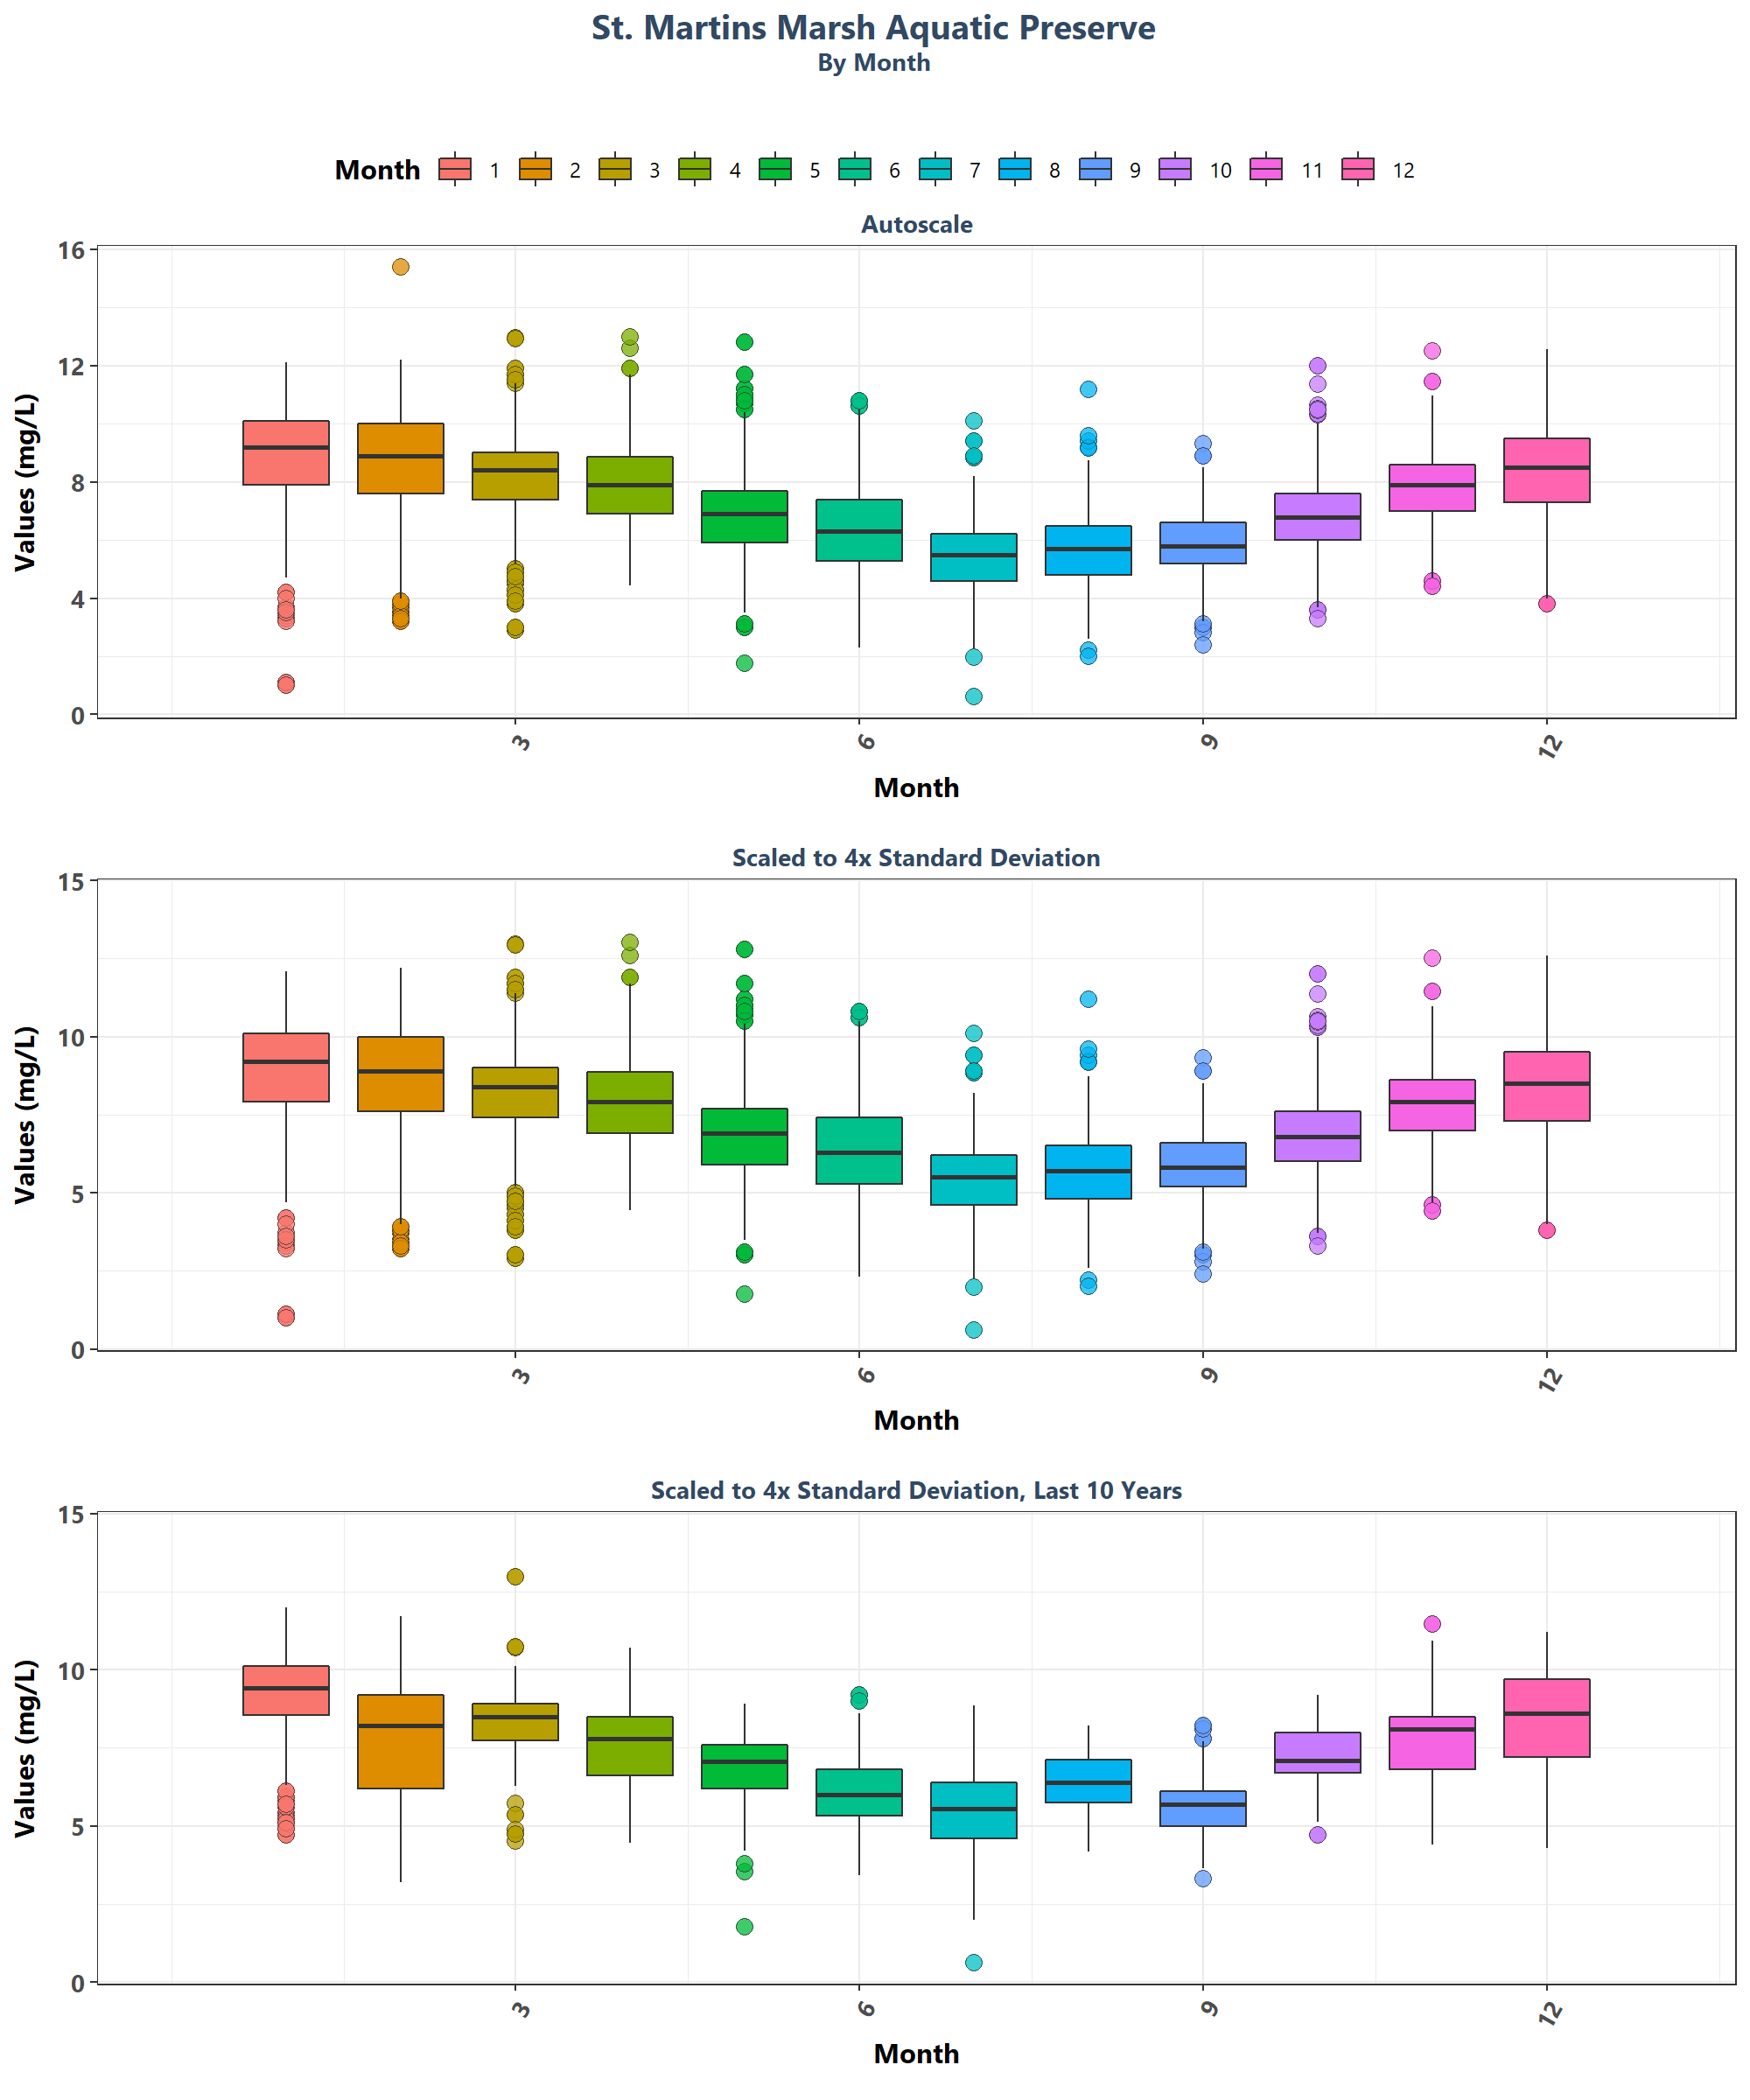 St. Martins Marsh Aquatic Preserve
By Month
Month 1 2 3 4 5 6 7 8 9 10 11 12
Autoscale
Values (mg/L)
16
12
8
4
0
3 6 9 12
Month
Scaled to 4x Standard Deviation
Values (mg/L)
15
10
5
0
3 6 9 12
Month
Scaled to 4x Standard Deviation, Last 10 Years
Values (mg/L)
15
10
5
0
3 6 9 12
Month